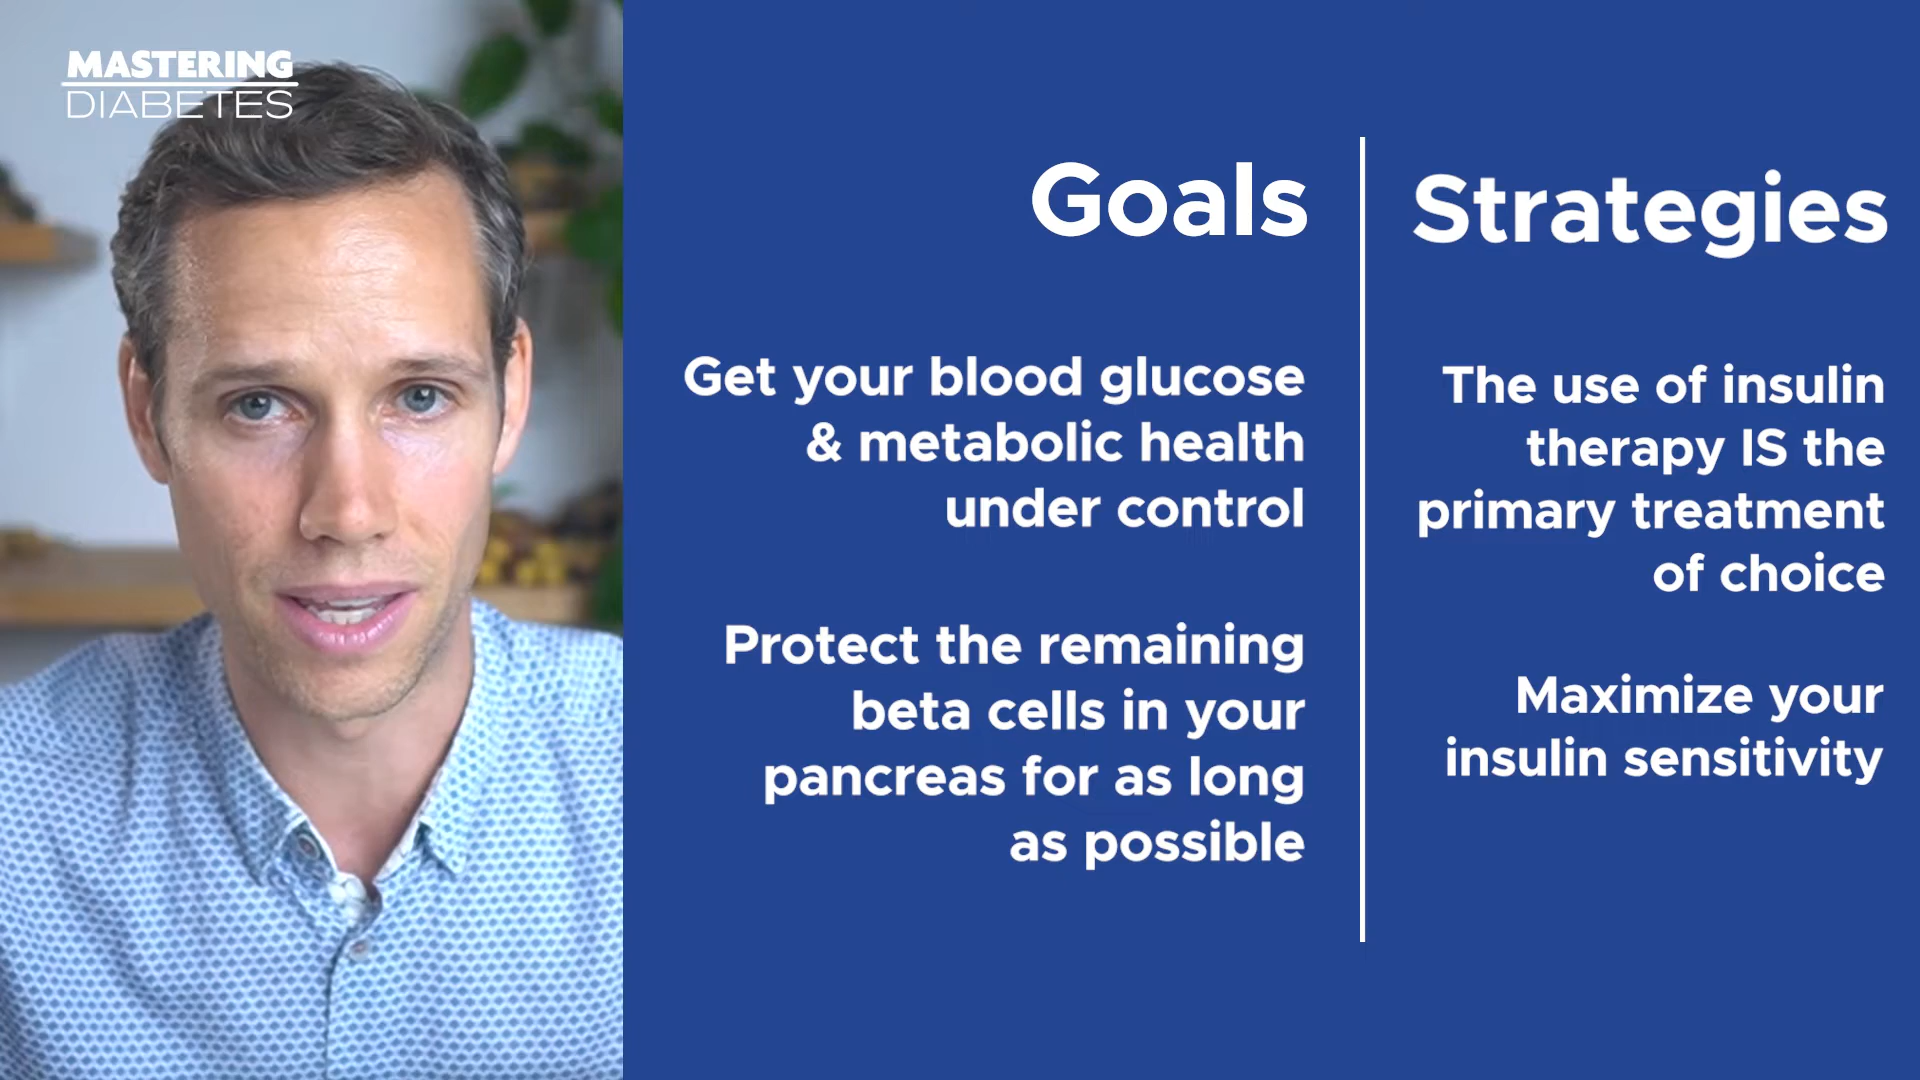 MASTERING
DIABETES
Goals
Get your blood glucose
& metabolic health
under control
Protect the remaining
beta cells in your
pancreas for as long
as possible
Strategies
The use of insulin
therapy IS the
primary treatment
of choice
Maximize your
insulin sensitivity